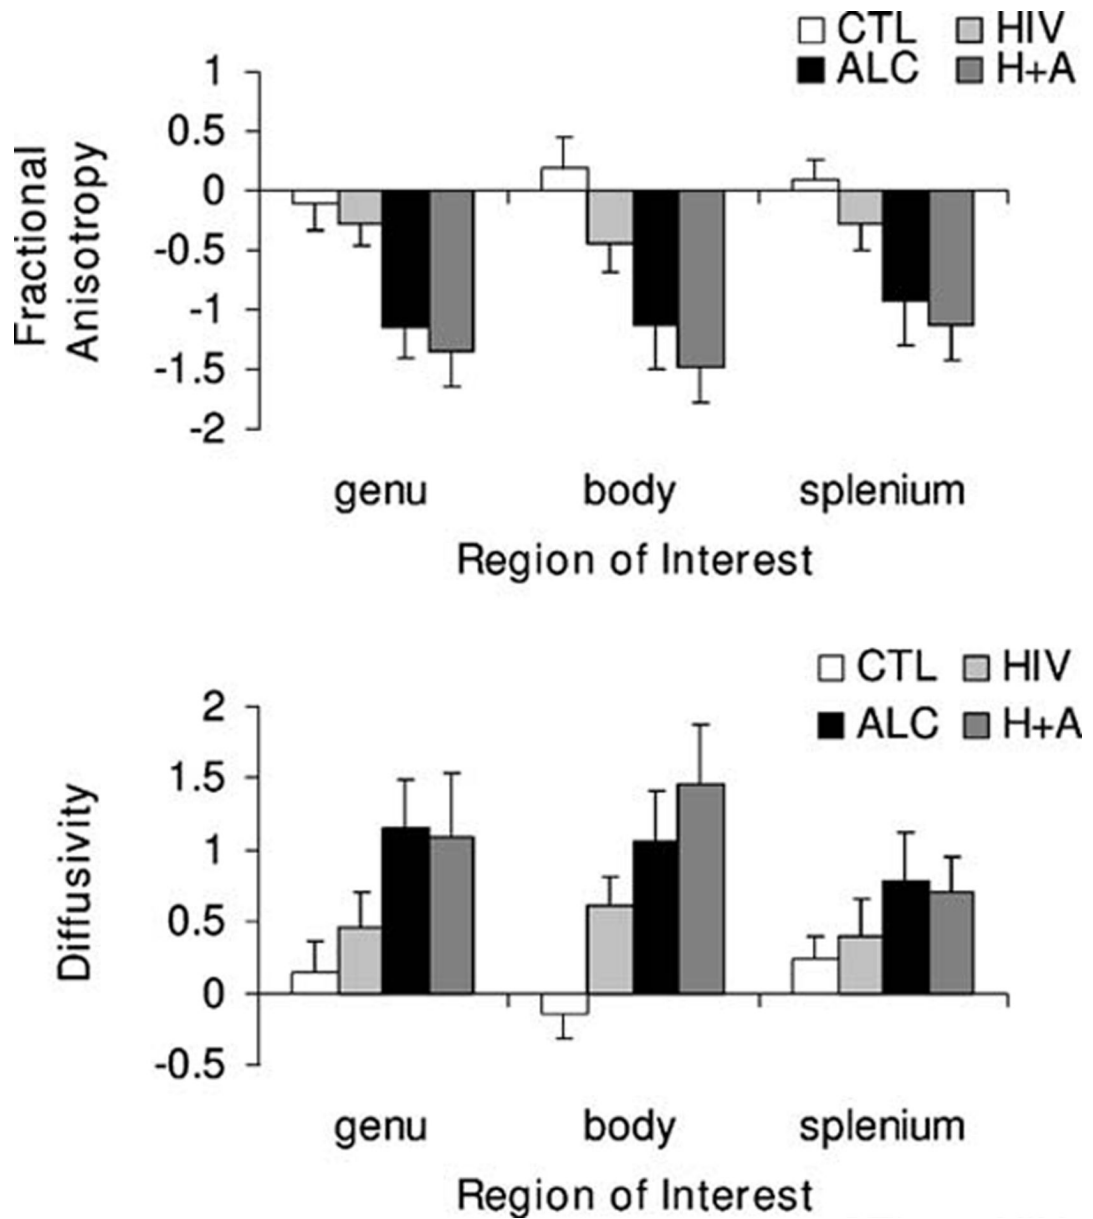 CTL HIV
ALC H+A
Fractional
Anisotropy
1
0.5
0
-0.5
-1
-1.5
-2
genu body splenium
Region of Interest
CTL HIV
ALC H+A
Diffusivity
2
1.5
1
0.5
0
-0.5
genu body splenium
Region of Interest